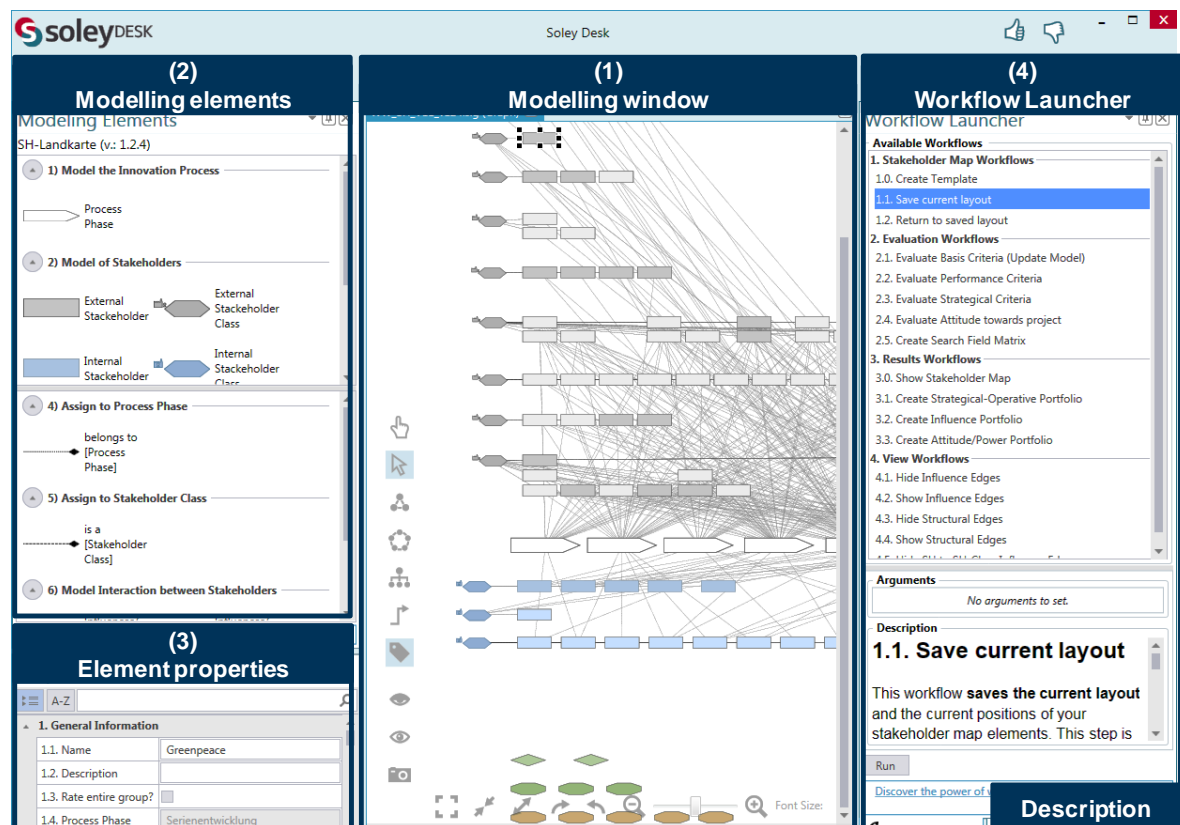 soleyDESK
Soley Desk
(2)
Modelling elements
Modeling Elements
SH-Landkarte (v.: 1.2.4)
1) Model the Innovation Process
Process
Phase
2) Model of Stakeholders
External
Stackeholder
External
Stackeholder
Class
Internal
Stackeholder
Internal
Stackeholder
Class
4) Assign to Process Phase
belongs to
[Process
Phase]
5) Assign to Stakeholder Class
is a
[Stakeholder
Class]
6) Model Interaction between Stakeholders
(3)
Element properties
A-Z
1. General Information
1.1. Name
Greenpeace
1.2. Description
1.3. Rate entire group?
1.4. Process Phase
Serienentwicklung
(1)
Modelling window
Font Size:
(4)
Workflow Launcher
Workflow Launcher
Available Workflows
1. Stakeholder Map Workflows
1.0. Create Template
1.1. Save current layout
1.2. Return to saved layout
2. Evaluation Workflows
2.1. Evaluate Basis Criteria (Update Model)
2.2. Evaluate Performance Criteria
2.3. Evaluate Strategical Criteria
2.4. Evaluate Attitude towards project
2.5. Create Search Field Matrix
3. Results Workflows
3.0. Show Stakeholder Map
3.1. Create Strategical-Operative Portfolio
3.2. Create Influence Portfolio
3.3. Create Attitude/Power Portfolio
4. View Workflows
4.1. Hide Influence Edges
4.2. Show Influence Edges
4.3. Hide Structural Edges
4.4. Show Structural Edges
Arguments
No arguments to set.
Description
1.1. Save current layout
This workflow saves the current layout
and the current positions of your
stakeholder map elements. This step is
Run
Discover the power of
Description